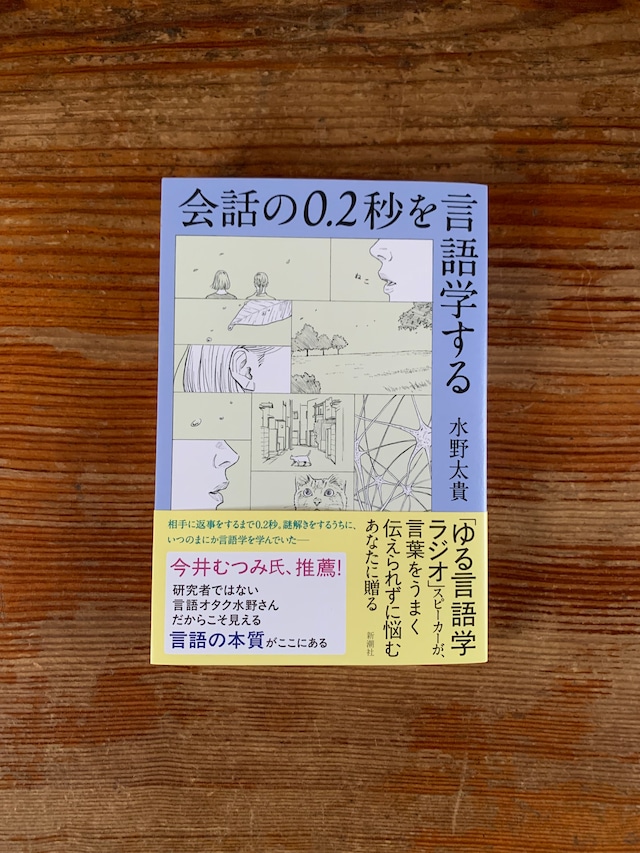 会話の0.2秒を言語学する
ねこ
水野太貴
相手に返事をするまで0.2秒。謎解きをするうちに、
いつのまにか言語学を学んでいた──
今井むつみ氏、推薦!
研究者ではない
言語オタク水野さん
だからこそ見える
言語の本質がここにある
「ゆる言語学
ラジオ」スピーカーが、
言葉をうまく
伝えられずに悩む
あなたに贈る
新潮社